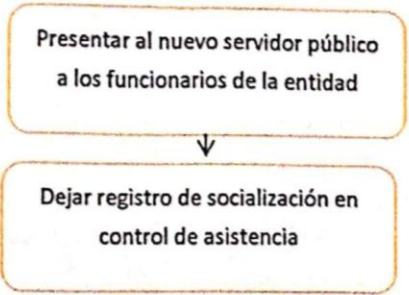 Presentar al nuevo servidor público
a los funcionarios de la entidad
Dejar registro de socialización en
control de asistencia